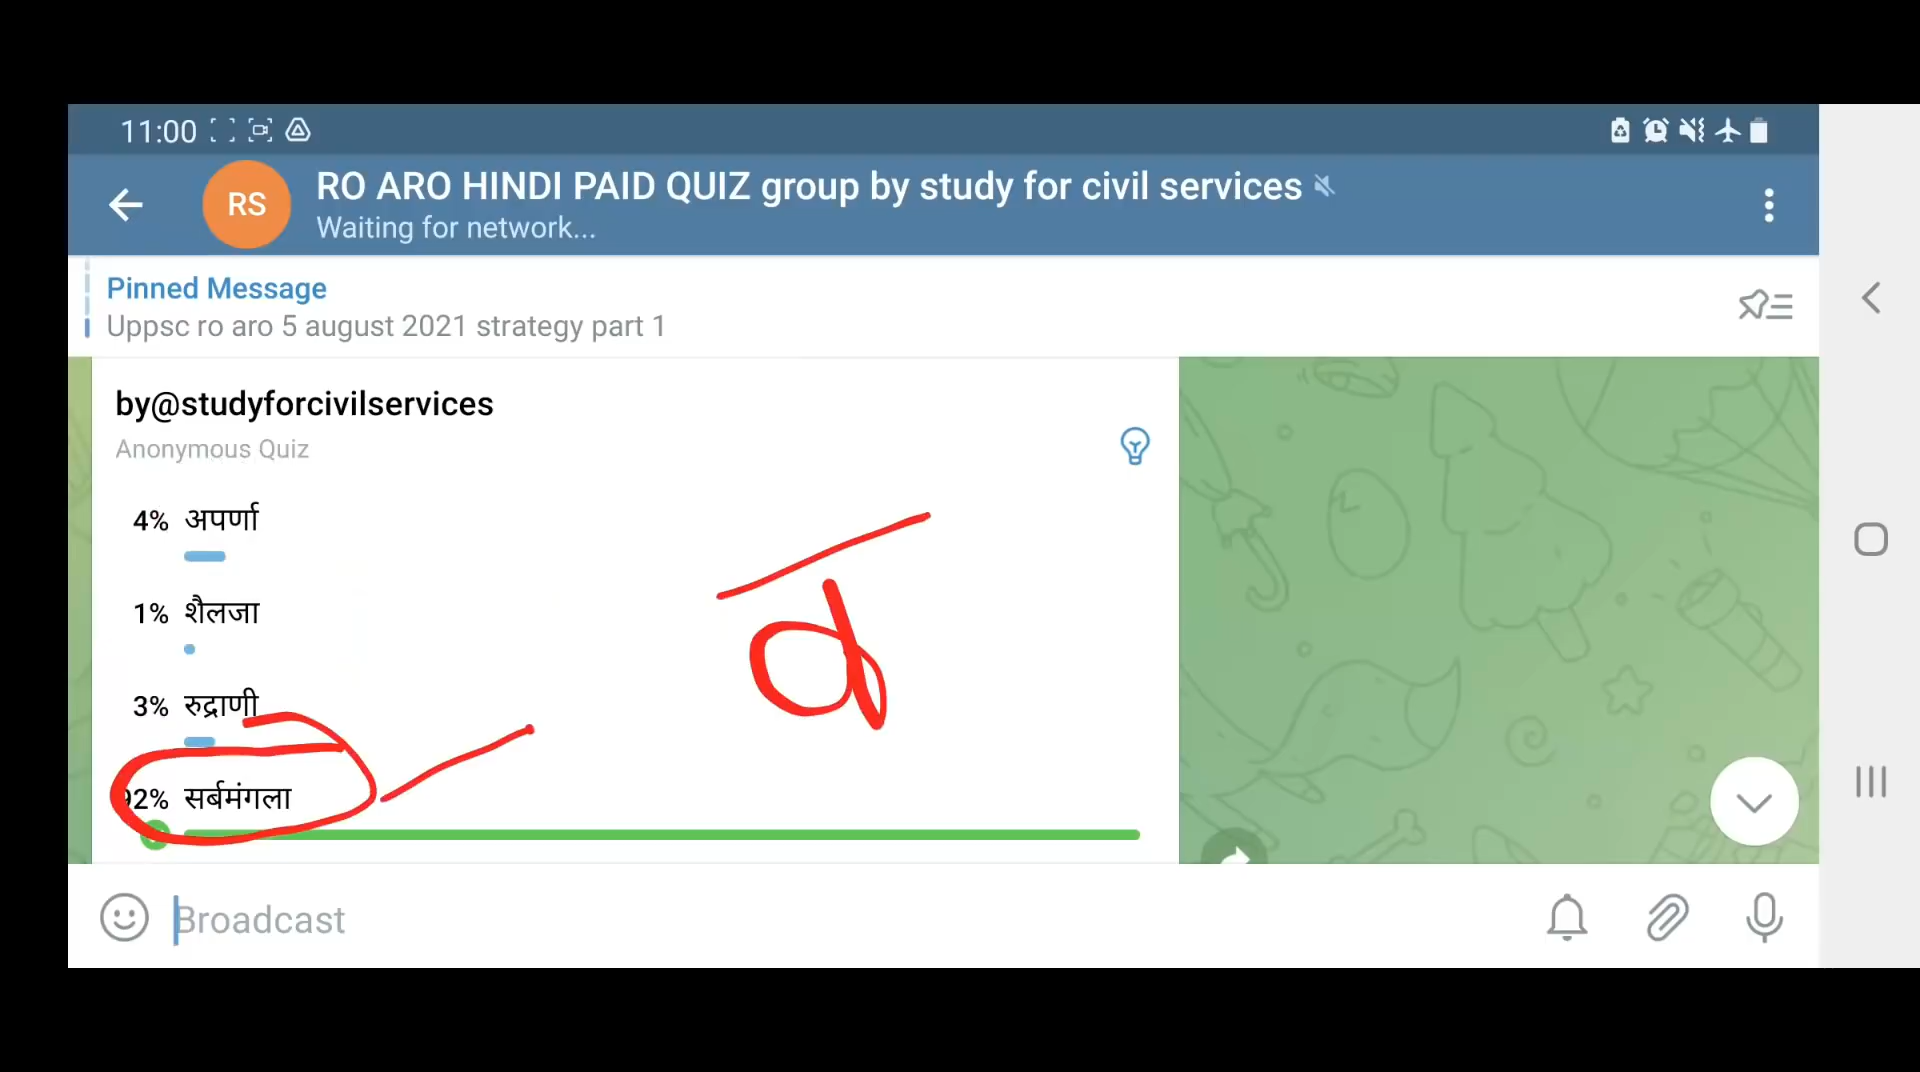 11:00
RS
RO ARO HINDI PAID QUIZ group by study for civil services
Waiting for network...
Pinned Message
Uppsc ro aro 5 august 2021 strategy part 1
by@studyforcivilservices
Anonymous Quiz
4% अपर्णा
1% शैलजा
3% रुद्राणी
92% सर्बमंगला
d
Broadcast